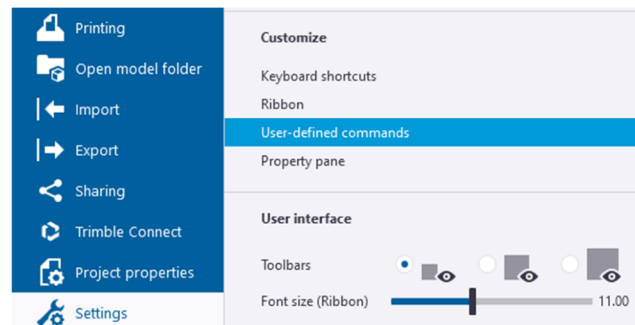 Printing
Open model folder
Import
Export
Sharing
Trimble Connect
Project properties
Settings
Customize
Keyboard shortcuts
Ribbon
User-defined commands
Property pane
User interface
Toolbars
Font size (Ribbon) 11.00